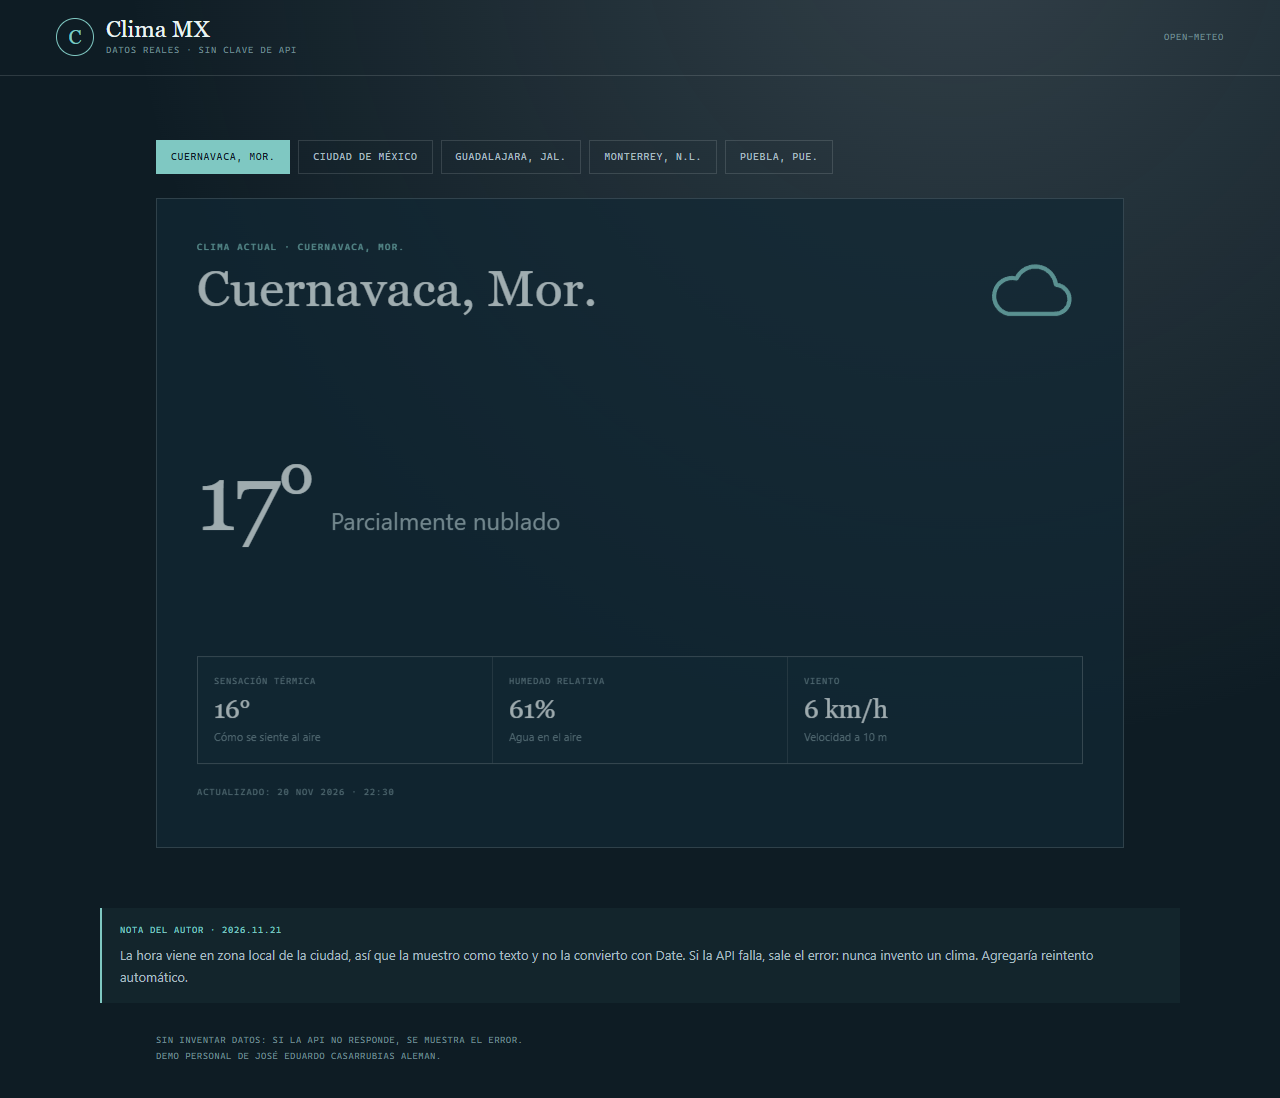 C
Clima MX
DATOS REALES · SIN CLAVE DE API
OPEN-METEO
CUERNAVACA, MOR.
CIUDAD DE MÉXICO
GUADALAJARA, JAL.
MONTERREY, N.L.
PUEBLA, PUE.
CLIMA ACTUAL · CUERNAVACA, MOR.
Cuernavaca, Mor.
17º
Parcialmente nublado
SENSACIÓN TÉRMICA
16º
Cómo se siente al aire
HUMEDAD RELATIVA
61%
Agua en el aire
VIENTO
6 km/h
Velocidad a 10 m
ACTUALIZADO: 20 NOV 2026 · 22:30
NOTA DEL AUTOR · 2026.11.21
La hora viene en zona local de la ciudad, así que la muestro como texto y no la convierto con Date. Si la API falla, sale el error: nunca invento un clima. Agregaría reintento
automático.
SIN INVENTAR DATOS: SI LA API NO RESPONDE, SE MUESTRA EL ERROR.
DEMO PERSONAL DE JOSÉ EDUARDO CASARRUBIAS ALEMAN.